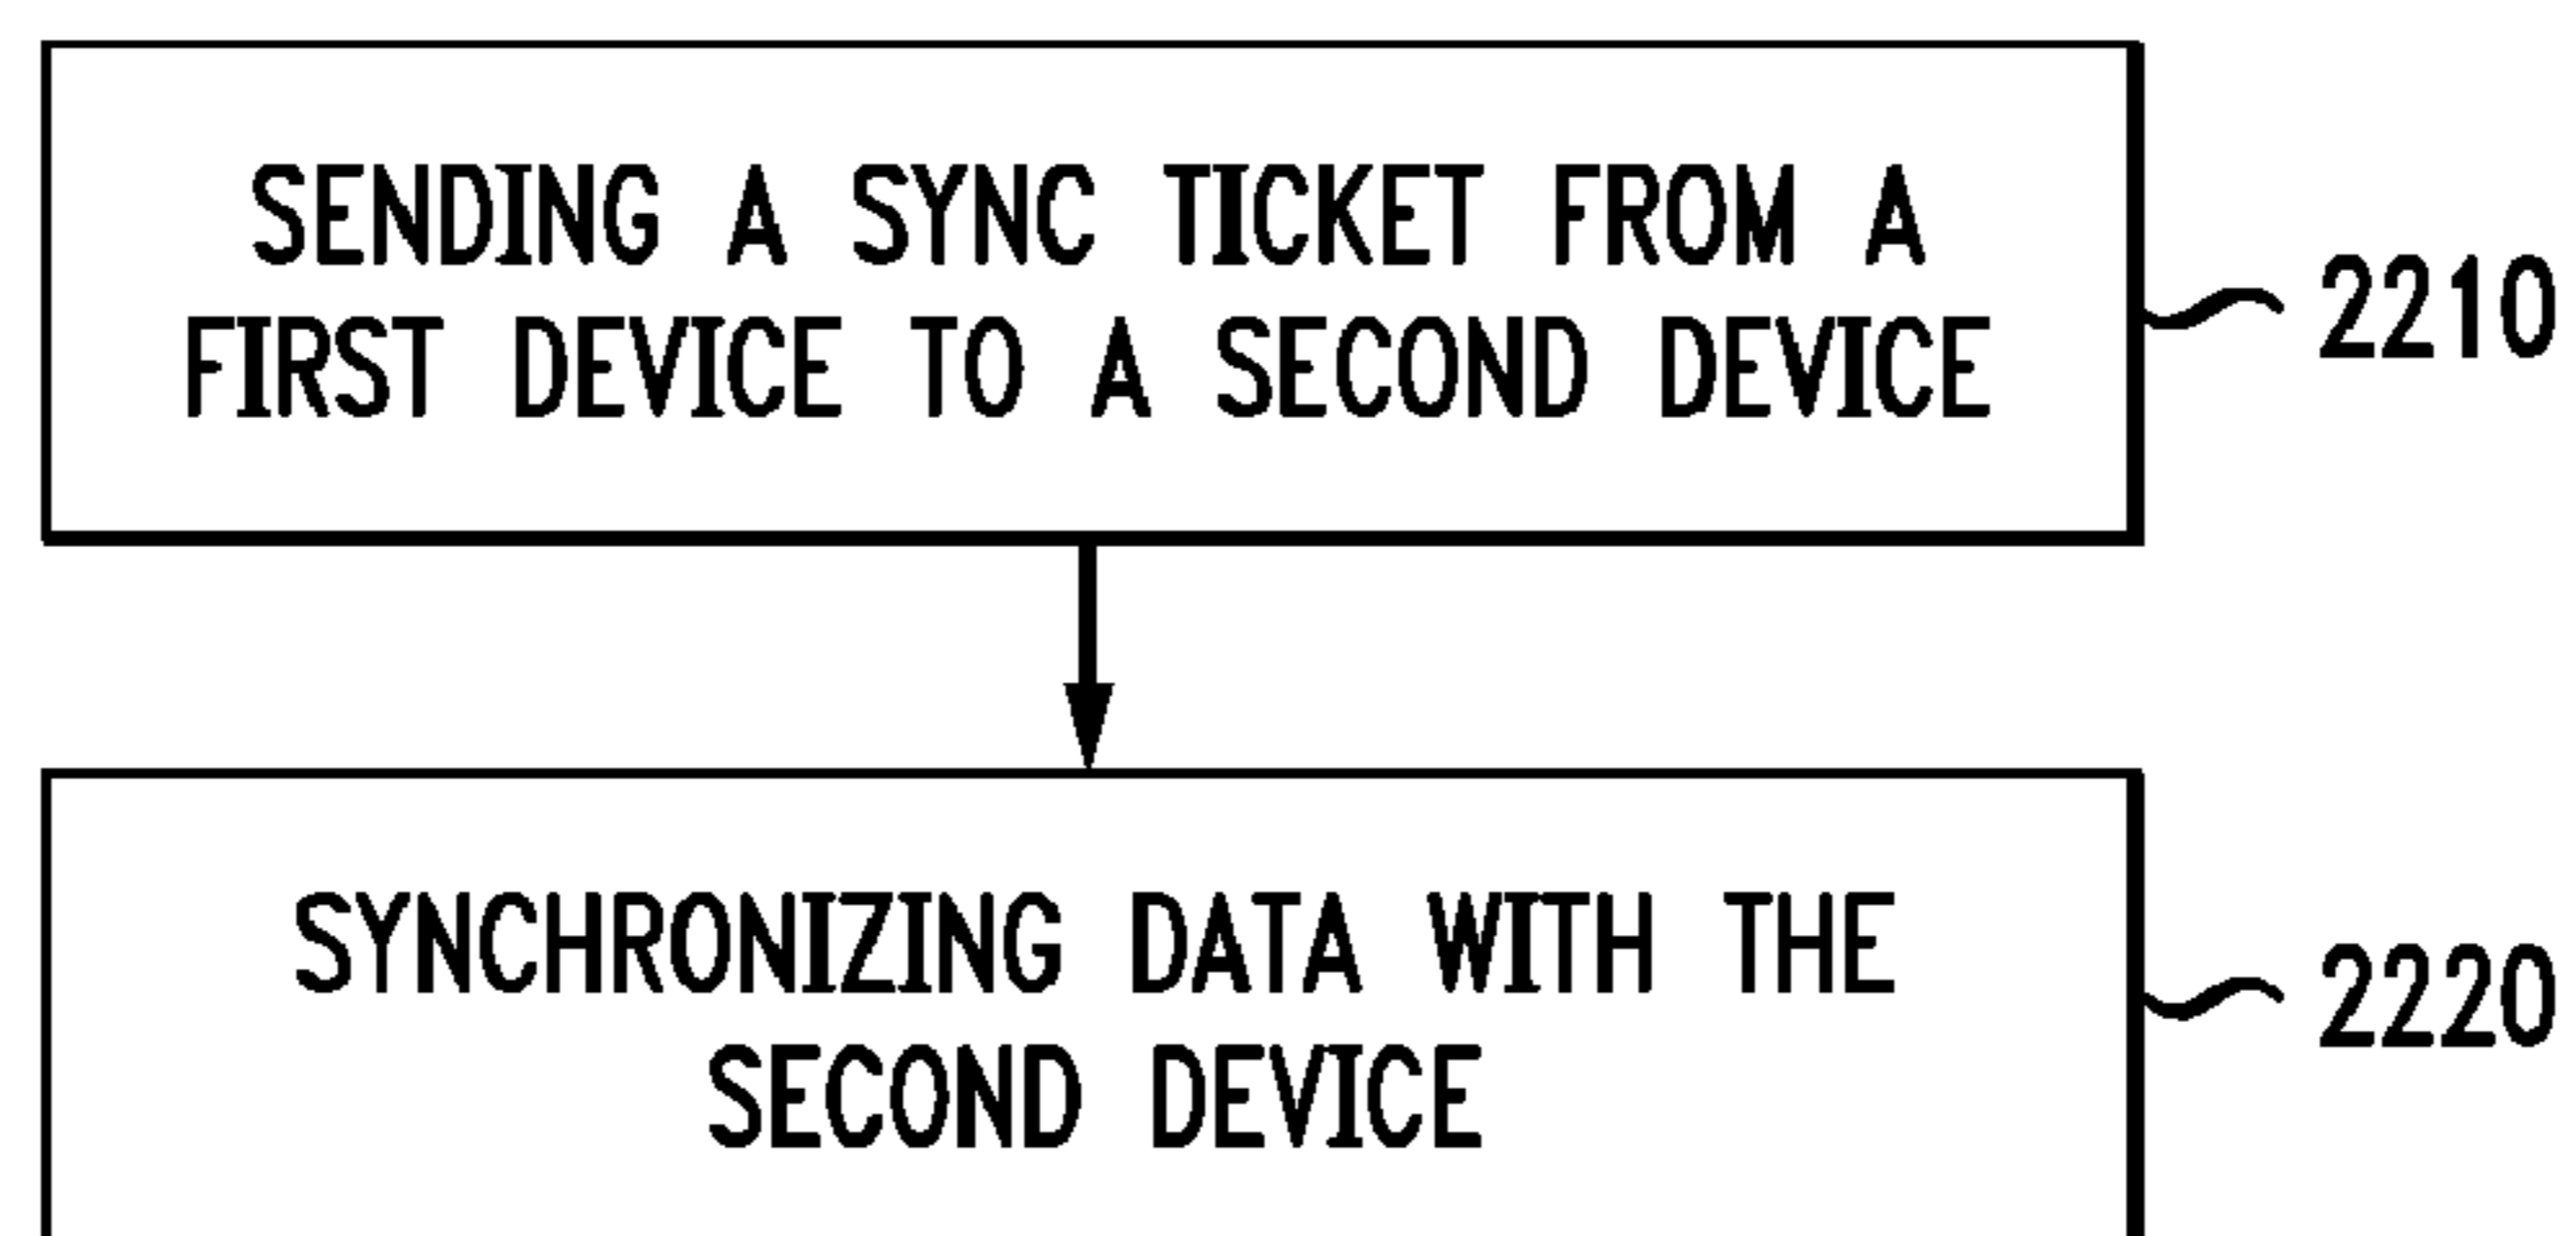 SENDING A SYNC TICKET FROM A
FIRST DEVICE TO A SECOND DEVICE
2210
SYNCHRONIZING DATA WITH THE
SECOND DEVICE
2220